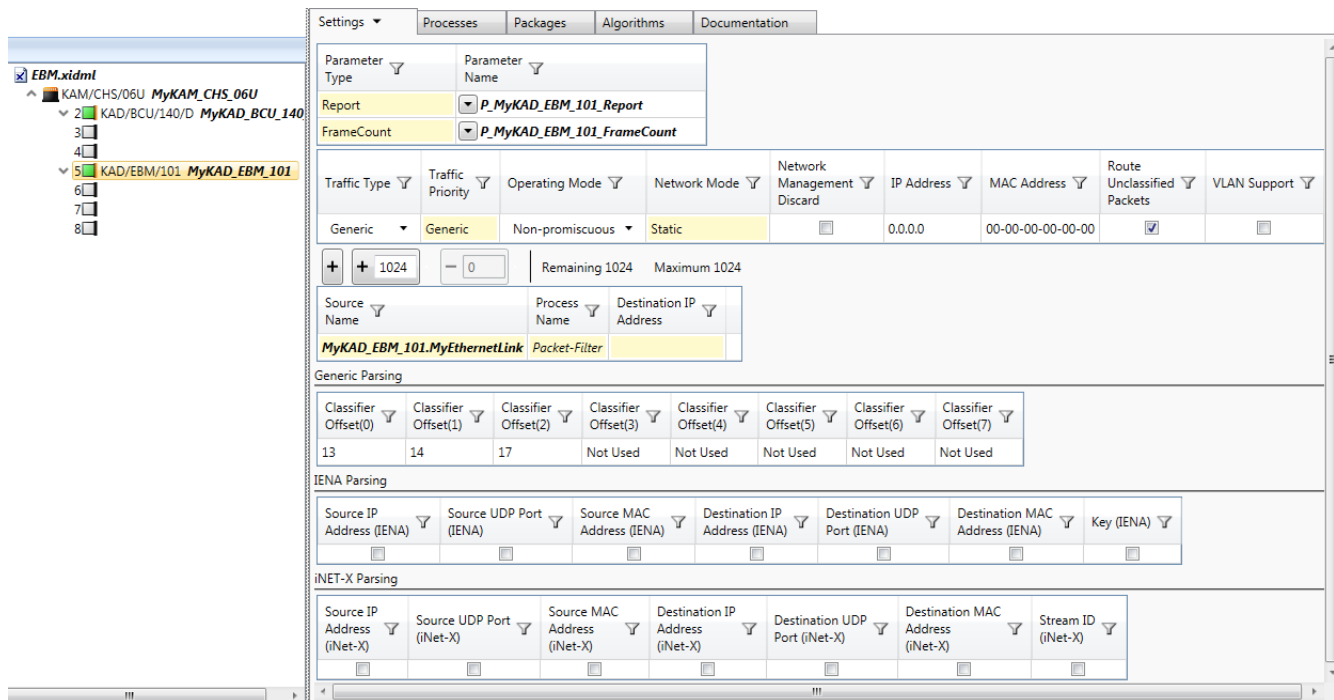 Settings Processes Packages Algorithms Documentation
EBM.xidml
KAM/CHS/06U MyKAM_CHS_06U
2 KAD/BCU/140/D MyKAD_BCU_140
3
4
5 KAD/EBM/101 MyKAD_EBM_101
6
7
8
Parameter Parameter
Type Name
Report P_MyKAD_EBM_101_Report
FrameCount P_MyKAD_EBM_101_FrameCount
Network Route
Traffic Type Traffic Operating Mode Network Mode Management IP Address MAC Address Unclassified VLAN Support
Priority Discard Packets
Generic Generic Non-promiscuous Static 0.0.0.0 00-00-00-00-00-00
+ + 1024 − 0 Remaining 1024 Maximum 1024
Source Process Destination IP
Name Name Address
MyKAD_EBM_101.MyEthernetLink Packet-Filter
Generic Parsing
Classifier Classifier Classifier Classifier Classifier Classifier Classifier Classifier
Offset(0) Offset(1) Offset(2) Offset(3) Offset(4) Offset(5) Offset(6) Offset(7)
13 14 17 Not Used Not Used Not Used Not Used Not Used
IENA Parsing
Source IP Source UDP Port Source MAC Destination IP Destination UDP Destination MAC Key (IENA)
Address (IENA) (IENA) Address (IENA) Address (IENA) Port (IENA) Address (IENA)
iNET-X Parsing
Source IP Source MAC Destination IP Destination MAC
Address Source UDP Port Address Address Destination UDP Address Stream ID
(iNet-X) (iNet-X) (iNet-X) (iNet-X) Port (iNet-X) (iNet-X) (iNet-X)